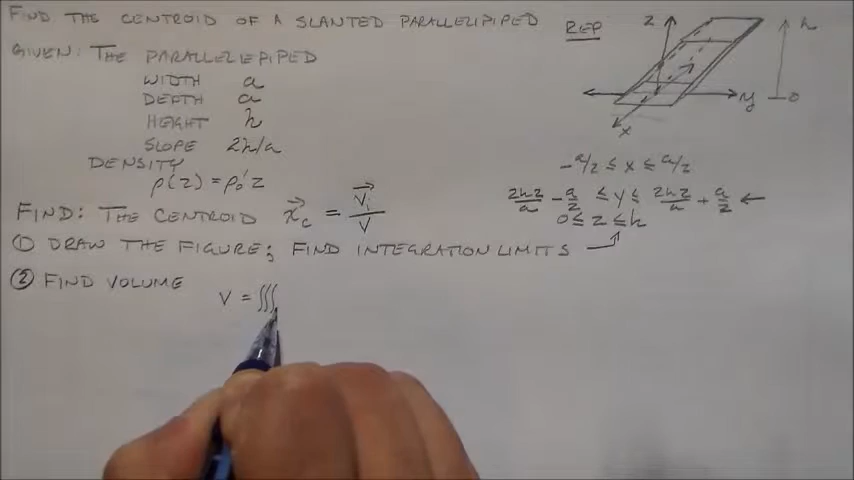 FIND THE CENTROID OF A SLANTED PARALLELIPIPED
REP
GIVEN: THE PARALLELEPIPED
WIDTH a
DEPTH a
HEIGHT h
SLOPE 2h/a
DENSITY
ρ(z) = ρ₀'z
FIND: THE CENTROID x⃗c = V⃗₁/V
① DRAW THE FIGURE; FIND INTEGRATION LIMITS
② FIND VOLUME V = ∭
z
h
y
0
x
-a/2 ≤ x ≤ a/2
2hz/a - a/2 ≤ y ≤ 2hz/a + a/2 ←
0 ≤ z ≤ h